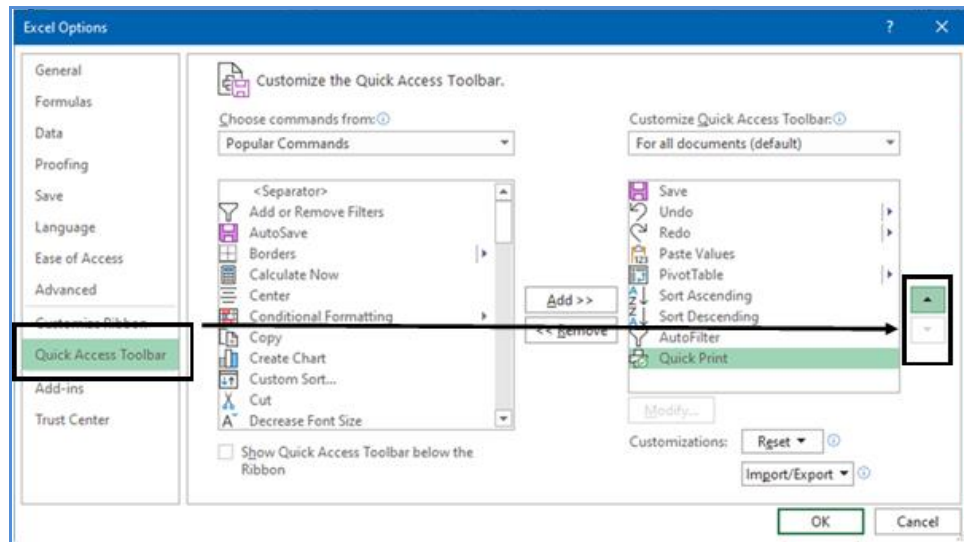 Excel Options
?
General
Formulas
Data
Proofing
Save
Language
Ease of Access
Advanced
Customize Ribbon
Quick Access Toolbar
Add-ins
Trust Center
Customize the Quick Access Toolbar.
Choose commands from:
Popular Commands
<Separator>
Add or Remove Filters
AutoSave
Borders
Calculate Now
Center
Conditional Formatting
Copy
Create Chart
Custom Sort...
Cut
Decrease Font Size
Show Quick Access Toolbar below the
Ribbon
Add >>
<< Remove
Customize Quick Access Toolbar:
For all documents (default)
Save
Undo
Redo
Paste Values
PivotTable
Sort Ascending
Sort Descending
AutoFilter
Quick Print
Modify...
Customizations:
Reset
Import/Export
OK
Cancel